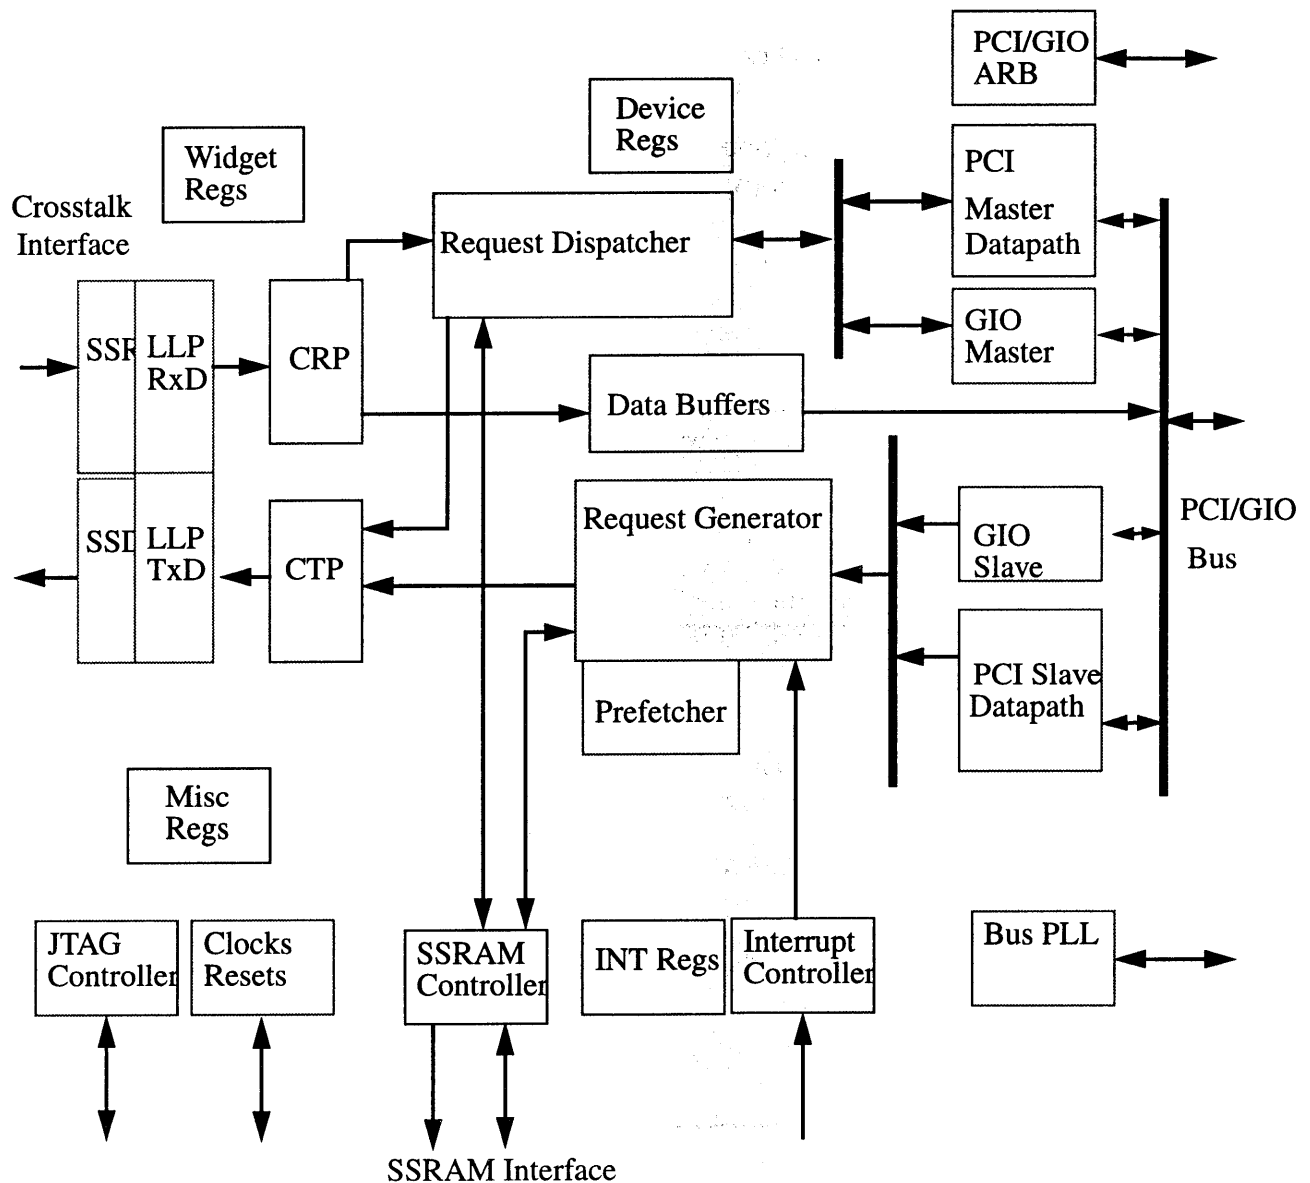 PCI/GIO
ARB
Device
Regs
Widget
Regs
PCI
Master
Datapath
Crosstalk
Interface
Request Dispatcher
GIO
Master
SSR
LLP
RxD
CRP
Data Buffers
SSD
LLP
TxD
CTP
Request Generator
GIO
Slave
PCI/GIO
Bus
Prefetcher
PCI Slave
Datapath
Misc
Regs
JTAG
Controller
Clocks
Resets
SSRAM
Controller
INT Regs
Interrupt
Controller
Bus PLL
SSRAM Interface